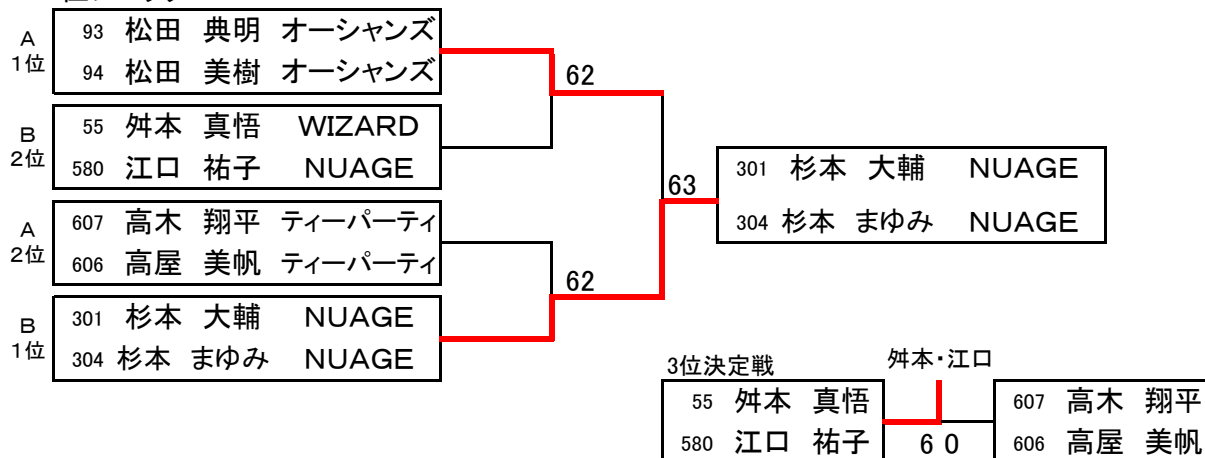 A
1位
93 松田 典明 オーシャンズ
94 松田 美樹 オーシャンズ
62
B
2位
55 舛本 真悟 WIZARD
580 江口 祐子 NUAGE
63
301 杉本 大輔 NUAGE
304 杉本 まゆみ NUAGE
A
2位
607 高木 翔平 ティーパーティ
606 高屋 美帆 ティーパーティ
62
B
1位
301 杉本 大輔 NUAGE
304 杉本 まゆみ NUAGE
3位決定戦
舛本・江口
55 舛本 真悟
580 江口 祐子
6 0
607 高木 翔平
606 高屋 美帆